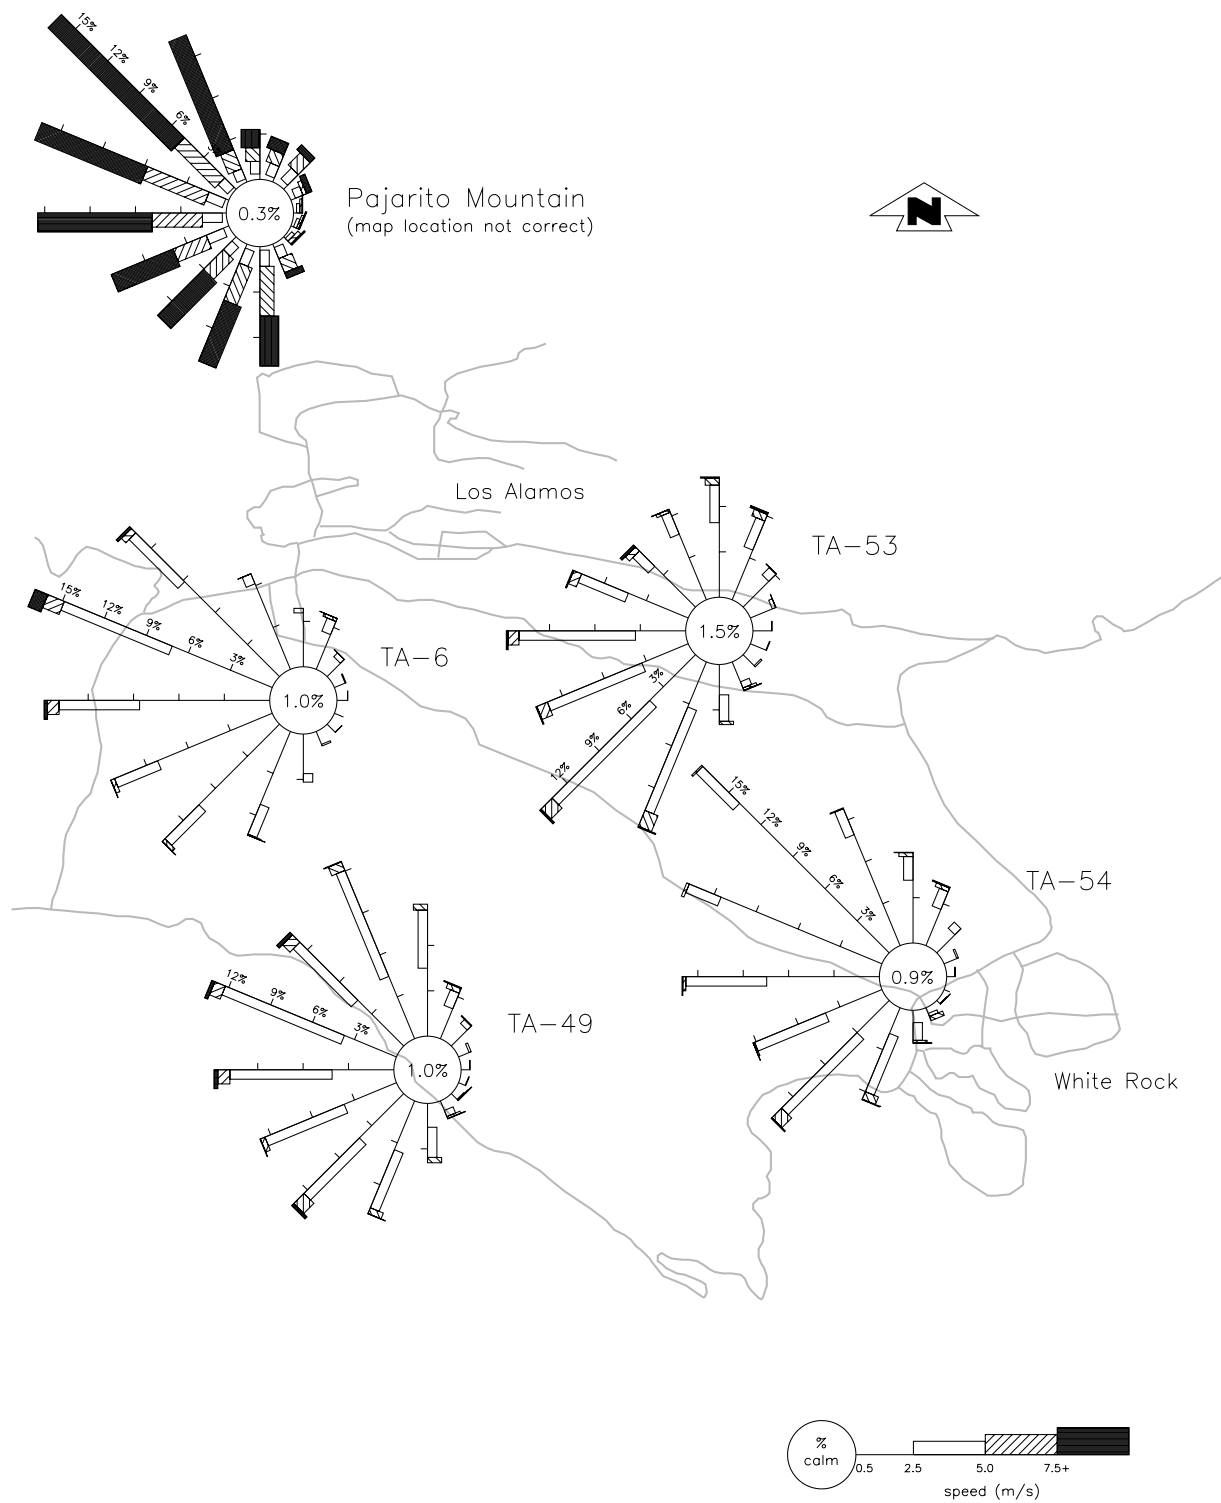 15%
12%
9%
6%
0.3%
Pajarito Mountain
(map location not correct)
N
Los Alamos
TA-53
1.5%
3%
6%
9%
12%
15%
12%
9%
6%
3%
TA-6
1.0%
15%
12%
9%
6%
3%
TA-54
0.9%
12%
9%
6%
3%
TA-49
1.0%
White Rock
%
calm
0.5
2.5
5.0
7.5+
speed (m/s)